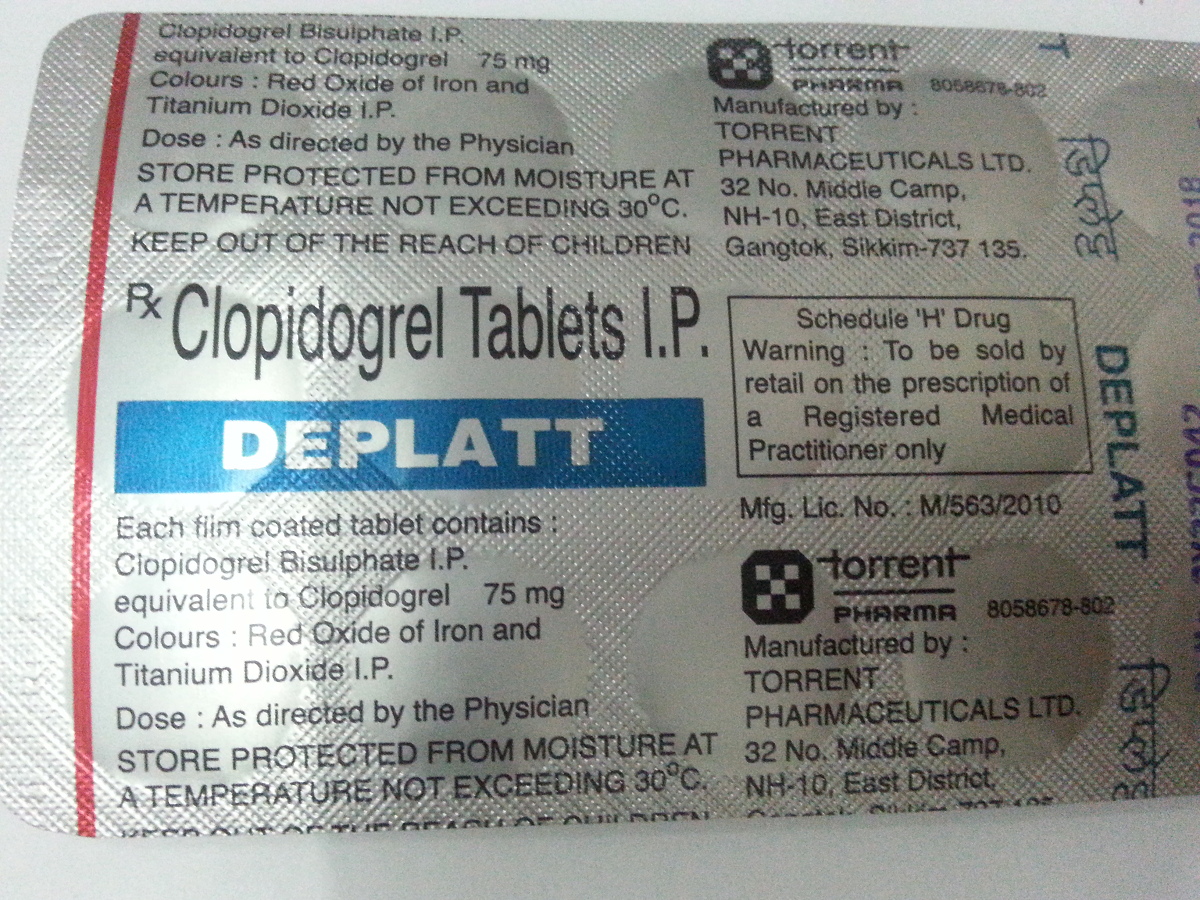 Clopidogrel Bisulphate I.P.
equivalent to Clopidogrel 75 mg
Colours : Red Oxide of Iron and
Titanium Dioxide I.P.
Dose : As directed by the Physician
STORE PROTECTED FROM MOISTURE AT
A TEMPERATURE NOT EXCEEDING 30°C.
KEEP OUT OF THE REACH OF CHILDREN
torrent
PHARMA 8058678-802
Manufactured by :
TORRENT
PHARMACEUTICALS LTD.
32 No. Middle Camp,
NH-10, East District,
Gangtok, Sikkim-737 135.
Rx Clopidogrel Tablets I.P.
DEPLATT
Each film coated tablet contains :
Clopidogrel Bisulphate I.P.
equivalent to Clopidogrel 75 mg
Colours : Red Oxide of Iron and
Titanium Dioxide I.P.
Dose : As directed by the Physician
STORE PROTECTED FROM MOISTURE AT
A TEMPERATURE NOT EXCEEDING 30°C.
KEEP OUT OF THE REACH OF CHILDREN
Schedule 'H' Drug
Warning : To be sold by
retail on the prescription of
a Registered Medical
Practitioner only
Mfg. Lic. No. : M/563/2010
torrent
PHARMA 8058678-802
Manufactured by :
TORRENT
PHARMACEUTICALS LTD.
32 No. Middle Camp,
NH-10, East District,
T
डिप्लेट
DEPLATT